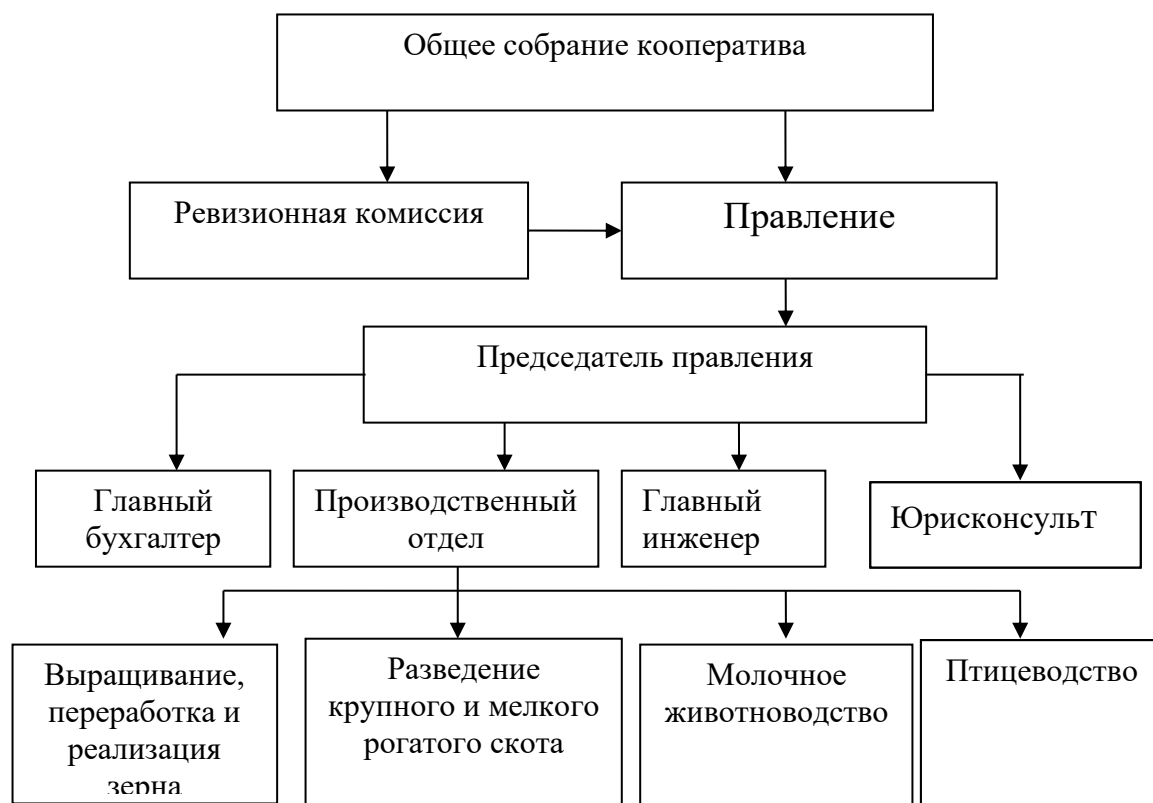 Общее собрание кооператива
Ревизионная комиссия
Правление
Председатель правления
Главный
бухгалтер
Производственный
отдел
Главный
инженер
Юрисконсульт
Выращивание,
переработка и
реализация
зерна
Разведение
крупного и мелкого
рогатого скота
Молочное
животноводство
Птицеводство